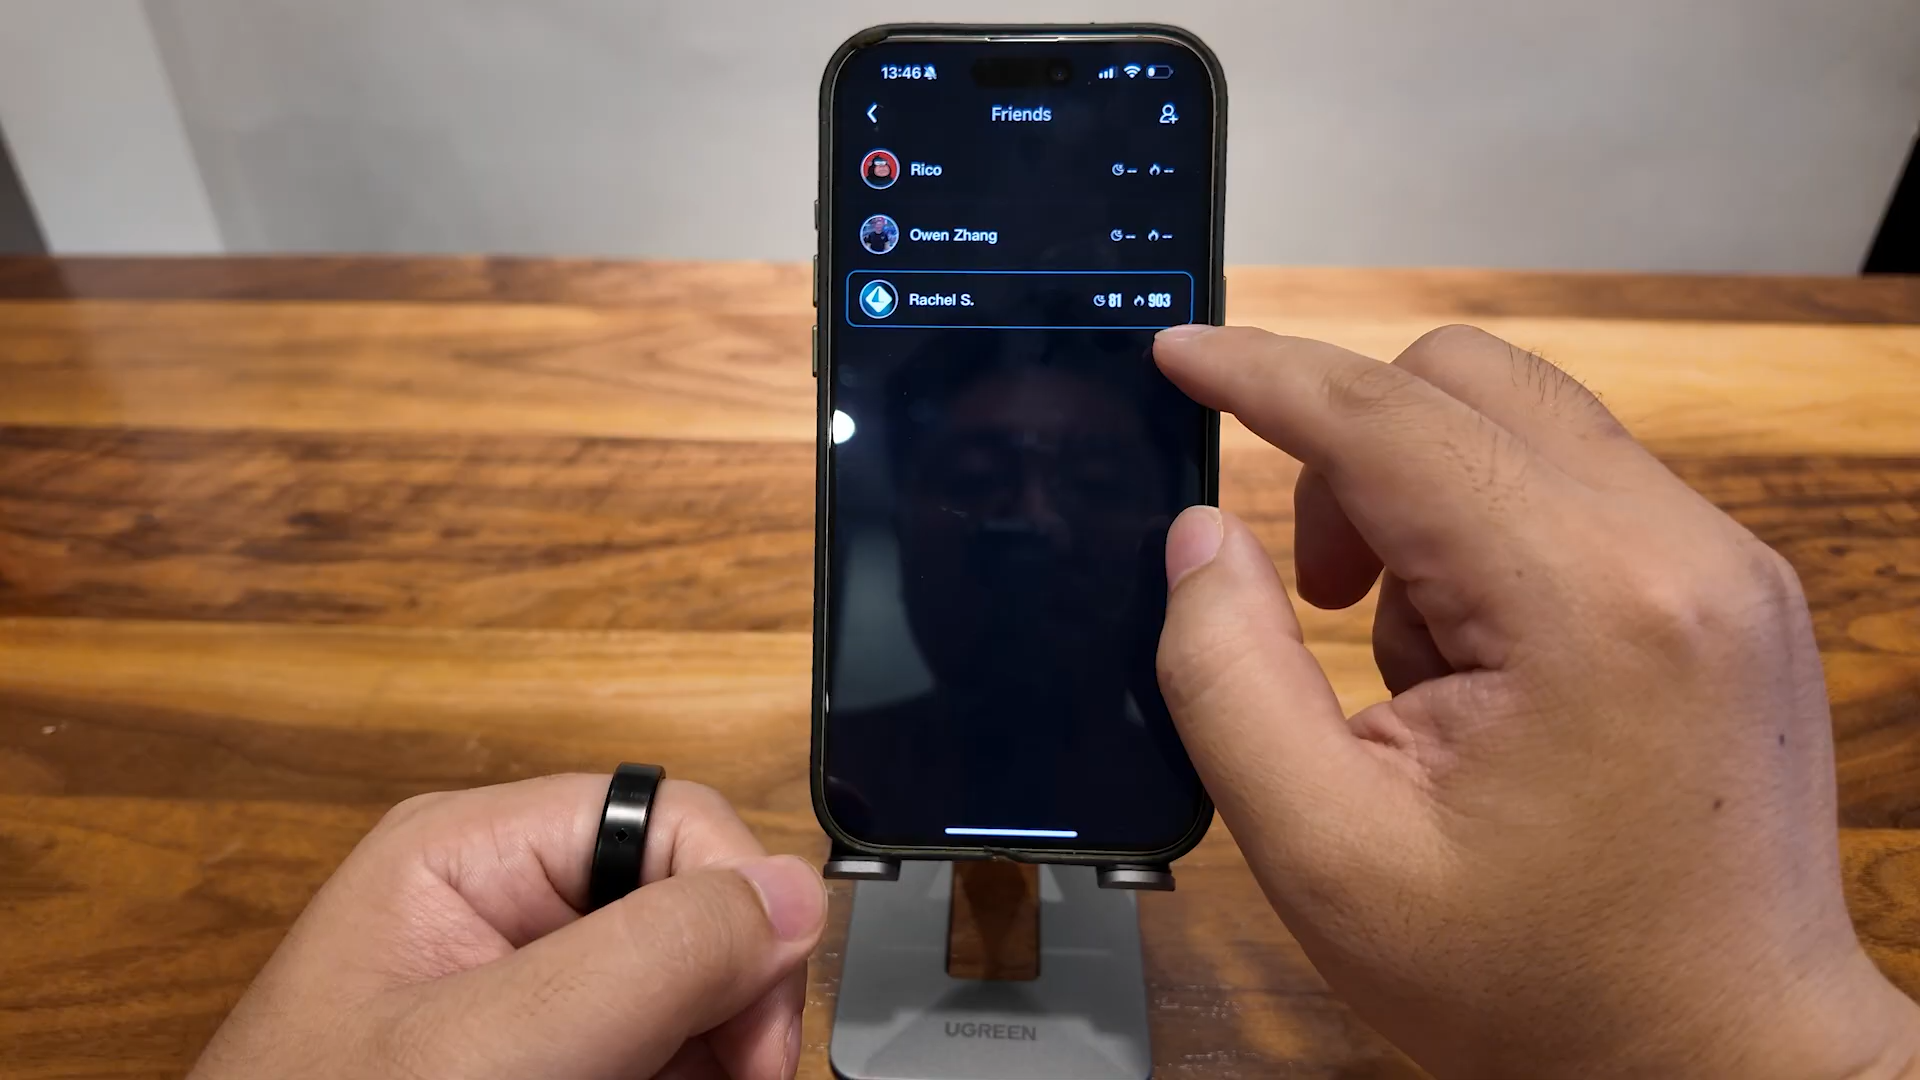 13:46
Friends
Rico -- --
Owen Zhang -- --
Rachel S. 81 903
UGREEN